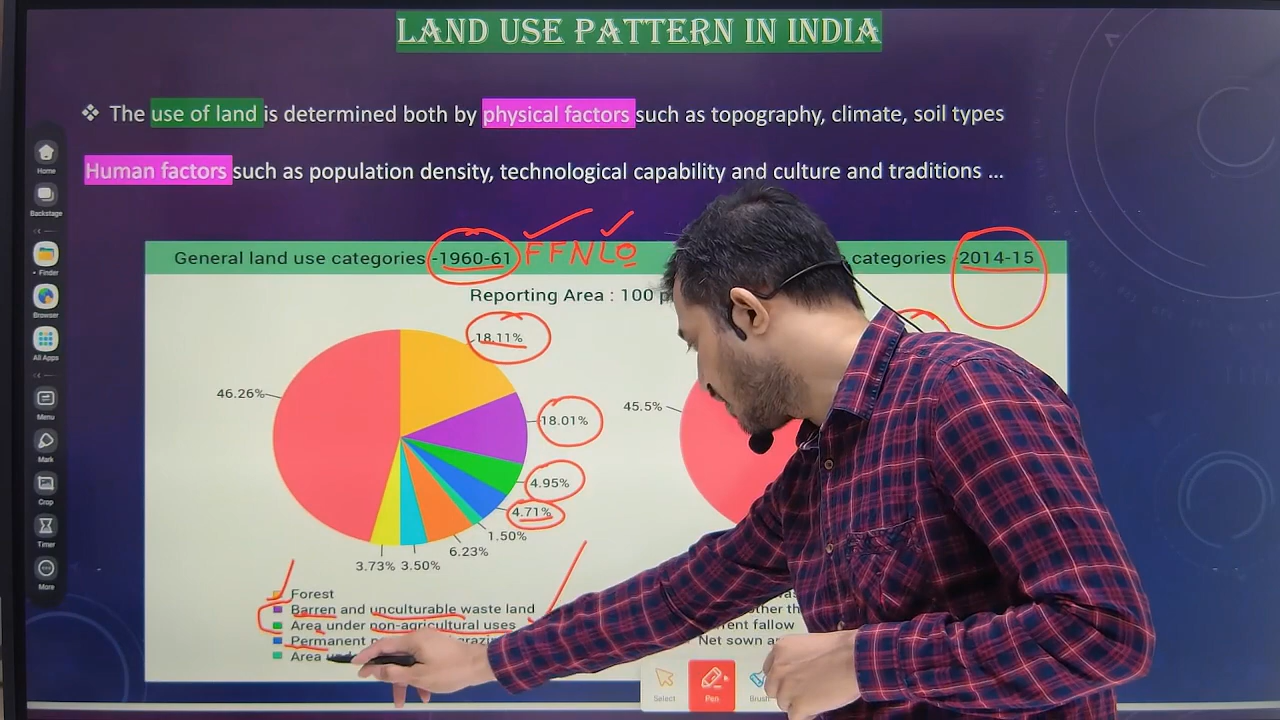 LAND USE PATTERN IN INDIA
❖ The use of land is determined both by physical factors such as topography, climate, soil types
Human factors such as population density, technological capability and culture and traditions ...
General land use categories -1960-61 FFNLO
categories -2014-15
Reporting Area : 100
18.11%
46.26%
18.01%
45.5%
4.95%
4.71%
1.50%
6.23%
3.73% 3.50%
Forest
Barren and unculturable waste land
Area under non-agricultural uses
Permanent
Area
other
fallow
Net sown
Home
Backstage
Finder
Browser
All Apps
Menu
Mark
Crop
Timer
More
Select
Pen
Brush